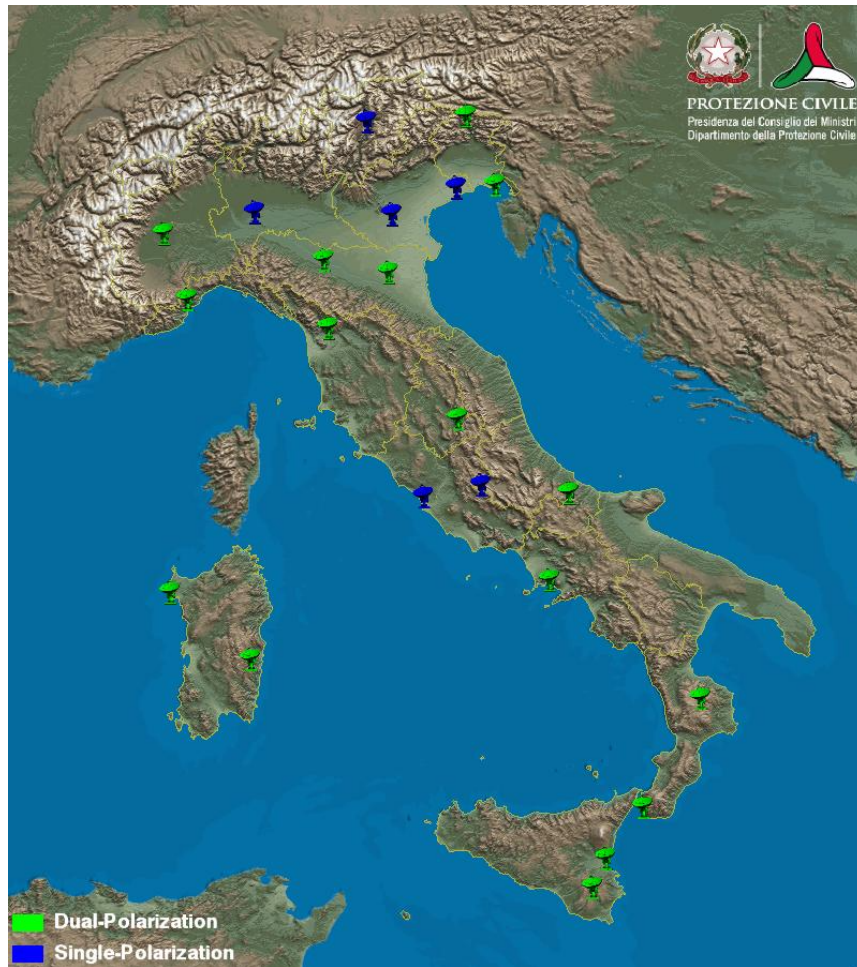 PROTEZIONE CIVILE
Presidenza del Consiglio dei Ministri
Dipartimento della Protezione Civile
Dual-Polarization
Single-Polarization